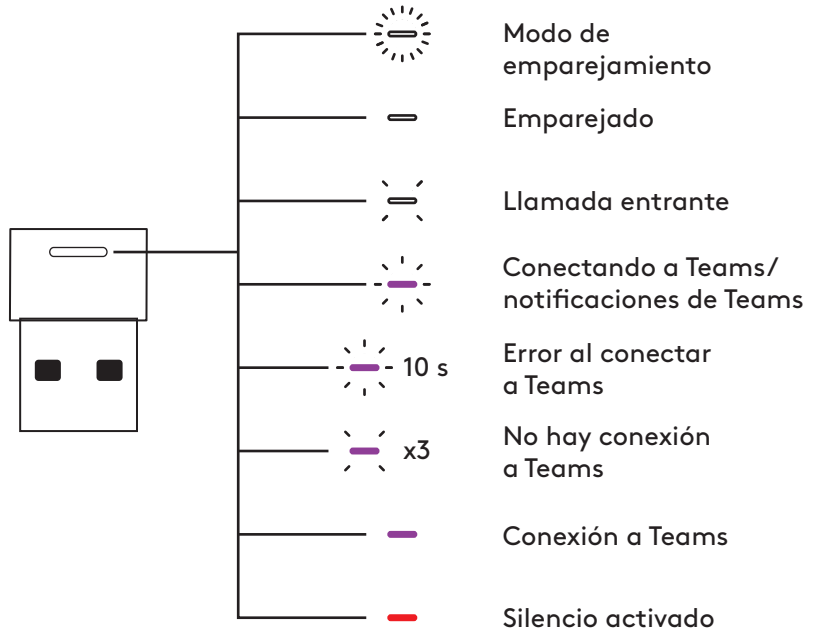 Modo de
emparejamiento
Emparejado
Llamada entrante
Conectando a Teams/
notificaciones de Teams
10 s
Error al conectar
a Teams
x3
No hay conexión
a Teams
Conexión a Teams
Silencio activado